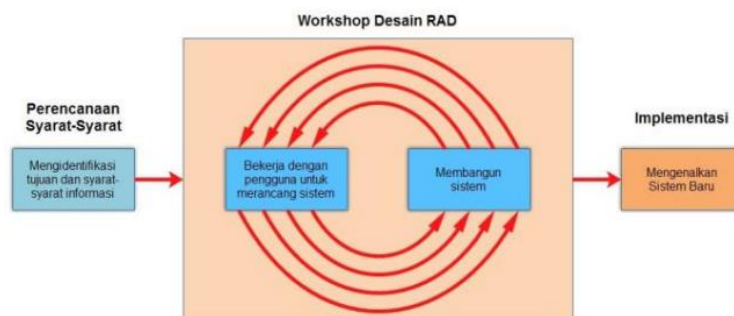 Workshop Desain RAD
Perencanaan
Syarat-Syarat
Mengidentifikasi
tujuan dan syarat-
syarat informasi
Bekerja dengan
pengguna untuk
merancang sistem
Membangun
sistem
Implementasi
Mengenalkan
Sistem Baru